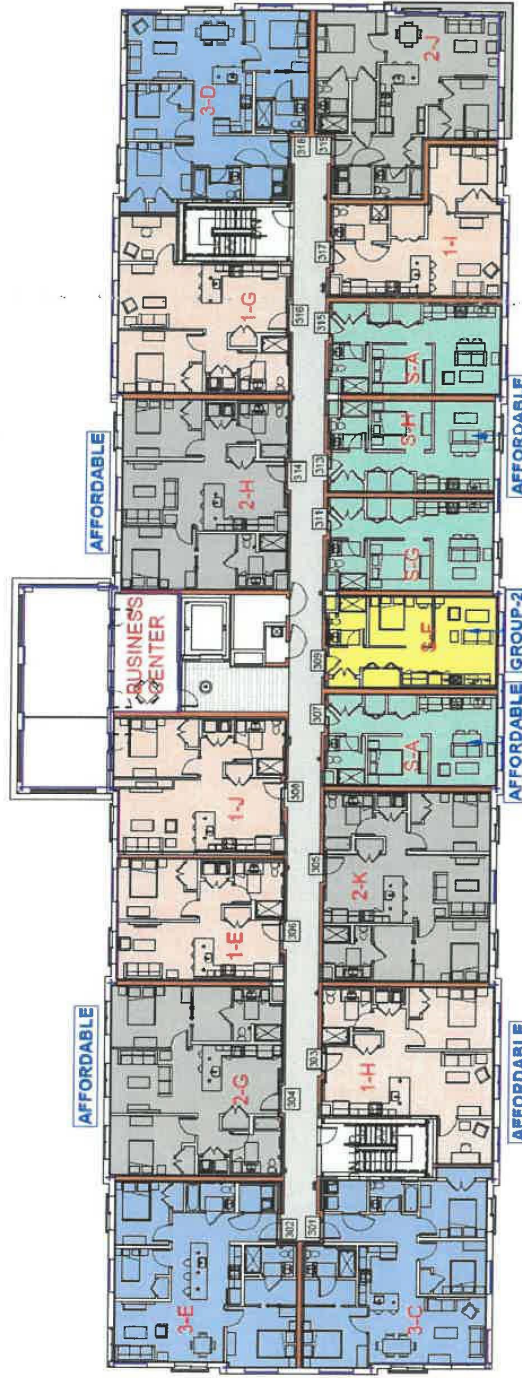 AFFORDABLE
AFFORDABLE
BUSINESS
CENTER
3-E
2-G
1-E
1-J
2-H
1-G
3-D
302
304
306
308
314
316
318
301
303
305
307
309
311
313
315
317
319
3-C
1-H
2-K
S-A
S-F
S-G
S-H
S-A
1-I
2-J
AFFORDABLE
AFFORDABLE
GROUP-2
AFFORDABLE